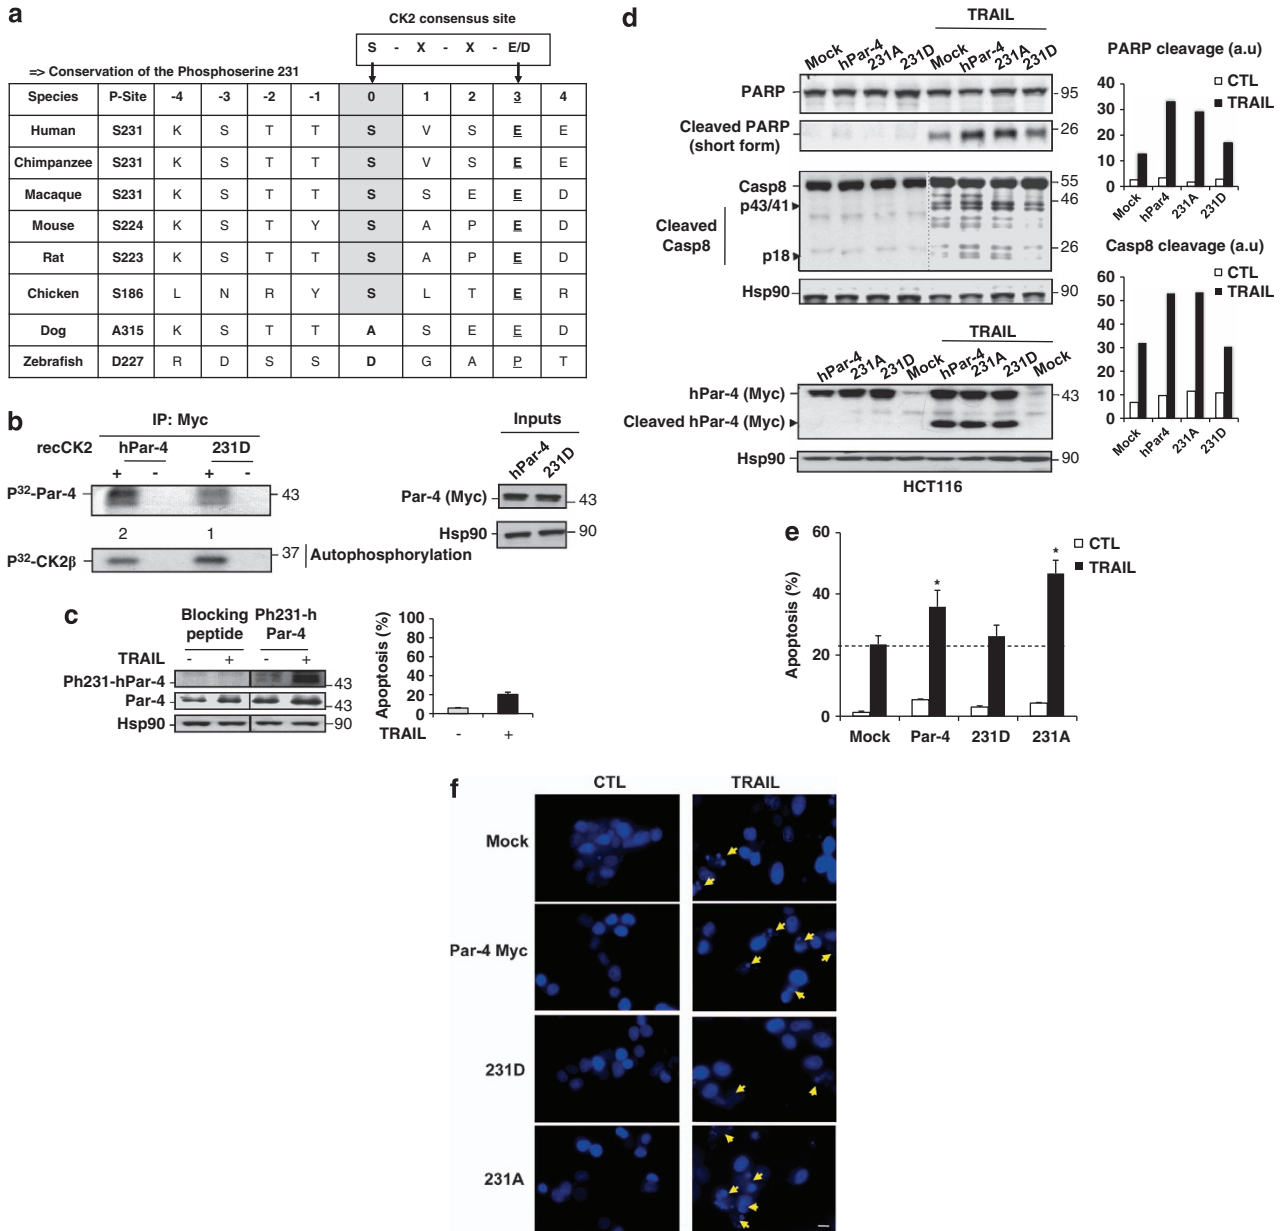 a
CK2 consensus site
S - X - X - E/D
=> Conservation of the Phosphoserine 231
Species P-Site -4 -3 -2 -1 0 1 2 3 4
Human S231 K S T T S V S E E
Chimpanzee S231 K S T T S V S E E
Macaque S231 K S T T S S E E D
Mouse S224 K S T Y S A P E D
Rat S223 K S T T S A P E D
Chicken S186 L N R Y S L T E R
Dog A315 K S T T A S E E D
Zebrafish D227 R D S S D G A P T
b
IP: Myc
recCK2 hPar-4 231D
+ - + -
P32-Par-4 43
2 1
P32-CK2β 37 Autophosphorylation
Inputs
hPar-4 231D
Par-4 (Myc) 43
Hsp90 90
c
Blocking peptide Ph231-h Par-4
TRAIL - + - +
Ph231-hPar-4 43
Par-4 43
Hsp90 90
Apoptosis (%)
100
80
60
40
20
0
TRAIL - +
d
TRAIL
Mock hPar-4 231A 231D Mock hPar-4 231A 231D
PARP 95
Cleaved PARP (short form) 26
Casp8 55
p43/41 46
Cleaved Casp8
26
p18
Hsp90 90
TRAIL
hPar-4 231A 231D Mock hPar-4 231A 231D Mock
hPar-4 (Myc) 43
Cleaved hPar-4 (Myc)
Hsp90 90
HCT116
PARP cleavage (a.u)
CTL
TRAIL
40
30
20
10
0
Mock hPar4 231A 231D
Casp8 cleavage (a.u)
CTL
TRAIL
60
50
40
30
20
10
0
Mock hPar4 231A 231D
e
Apoptosis (%)
60
40
20
0
CTL
TRAIL
* *
Mock Par-4 231D 231A
f
CTL TRAIL
Mock
Par-4 Myc
231D
231A